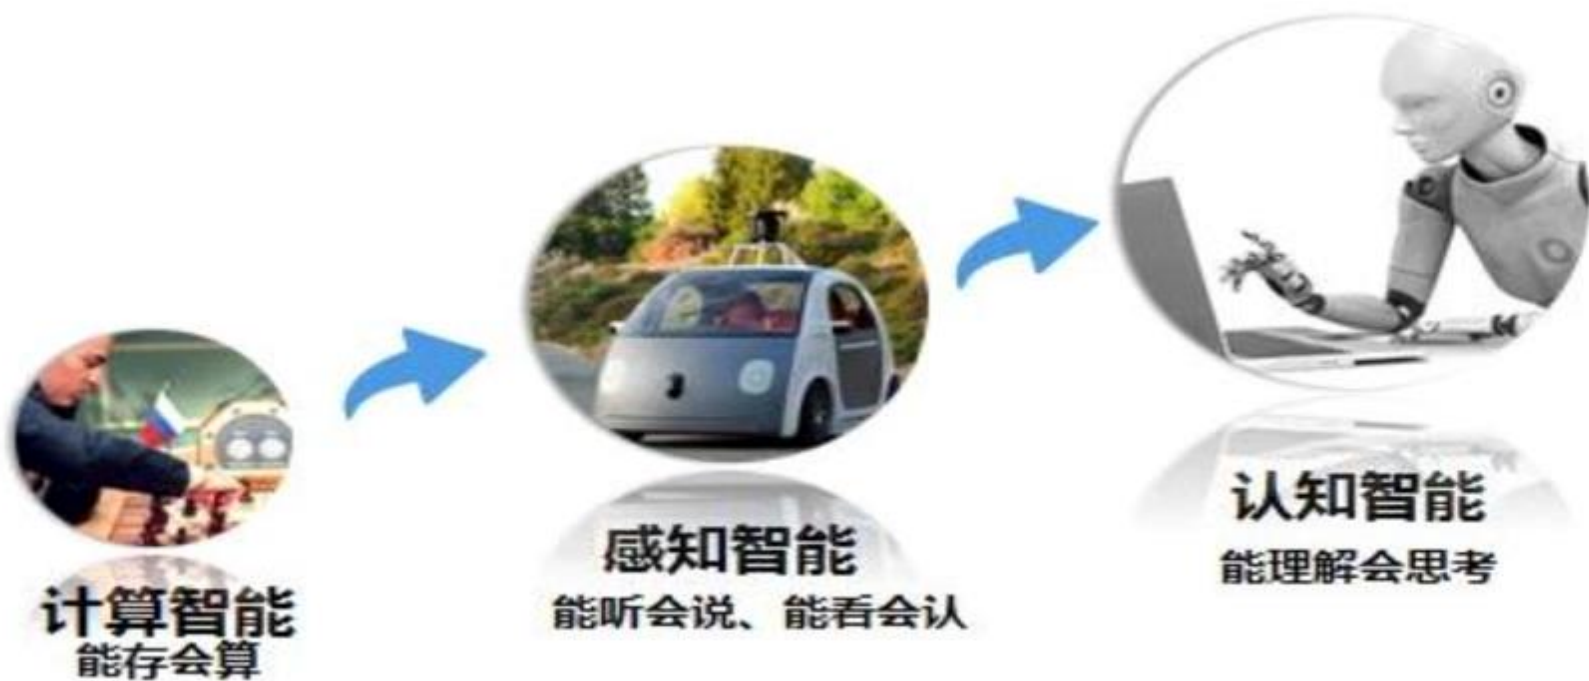 计算智能
能存会算
感知智能
能听会说、能看会认
认知智能
能理解会思考